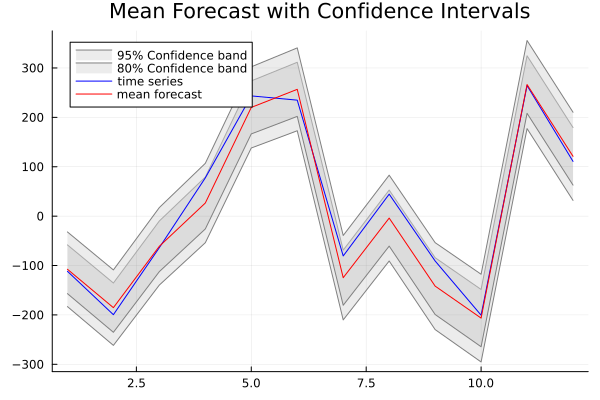 Mean Forecast with Confidence Intervals
95% Confidence band
80% Confidence band
time series
mean forecast
300
200
100
0
−100
−200
−300
2.5 5.0 7.5 10.0